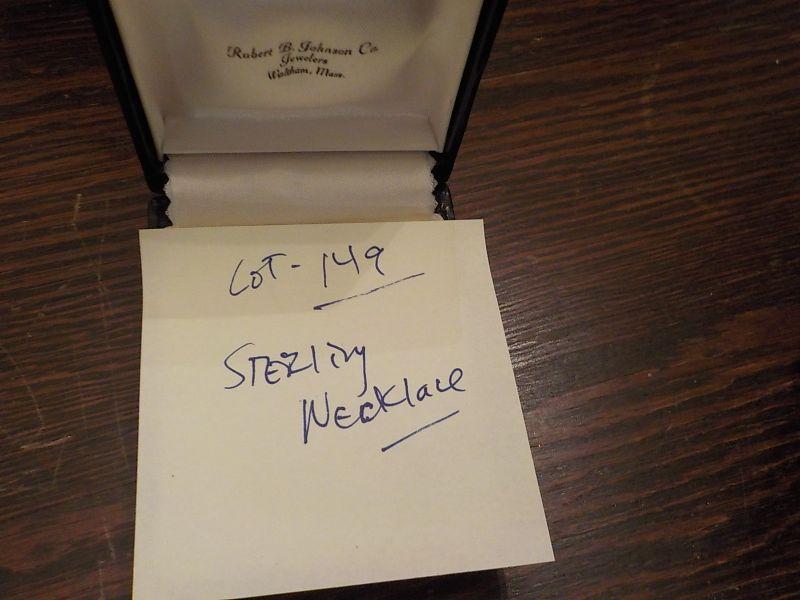 Robert B. Johnson Co.
Jewelers
Waltham, Mass.
LOT - 149
STERLING
NECKLACE